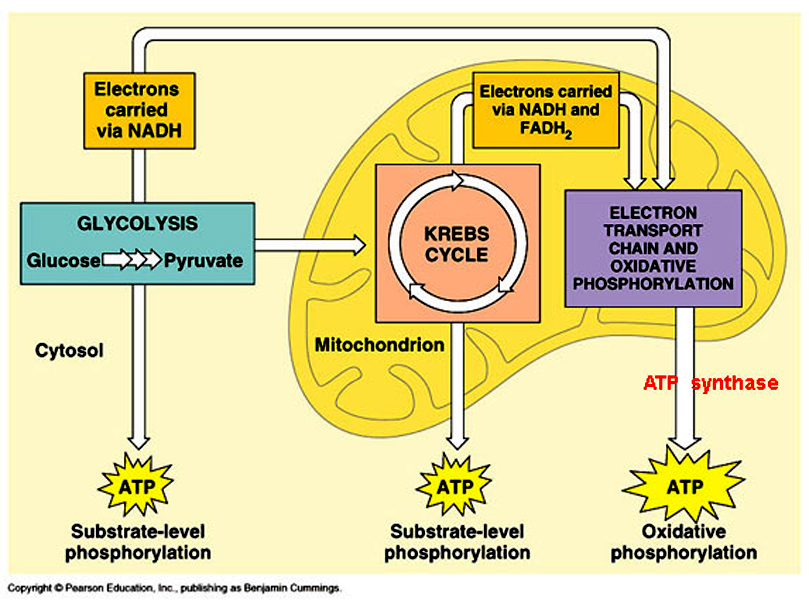 Electrons
carried
via NADH
Electrons carried
via NADH and
FADH₂
GLYCOLYSIS
Glucose Pyruvate
KREBS
CYCLE
ELECTRON
TRANSPORT
CHAIN AND
OXIDATIVE
PHOSPHORYLATION
Cytosol
Mitochondrion
ATP synthase
ATP
ATP
ATP
Substrate-level
phosphorylation
Substrate-level
phosphorylation
Oxidative
phosphorylation
Copyright © Pearson Education, Inc., publishing as Benjamin Cummings.